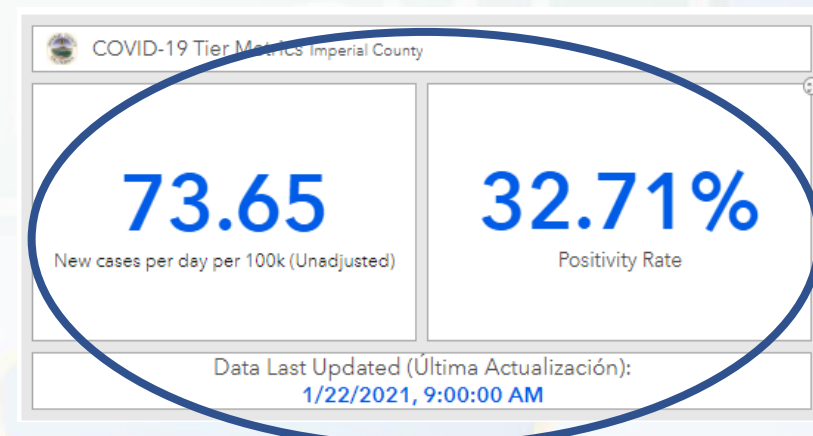 COVID-19 Tier Metrics Imperial County
73.65
New cases per day per 100k (Unadjusted)
32.71%
Positivity Rate
Data Last Updated (Última Actualización):
1/22/2021, 9:00:00 AM